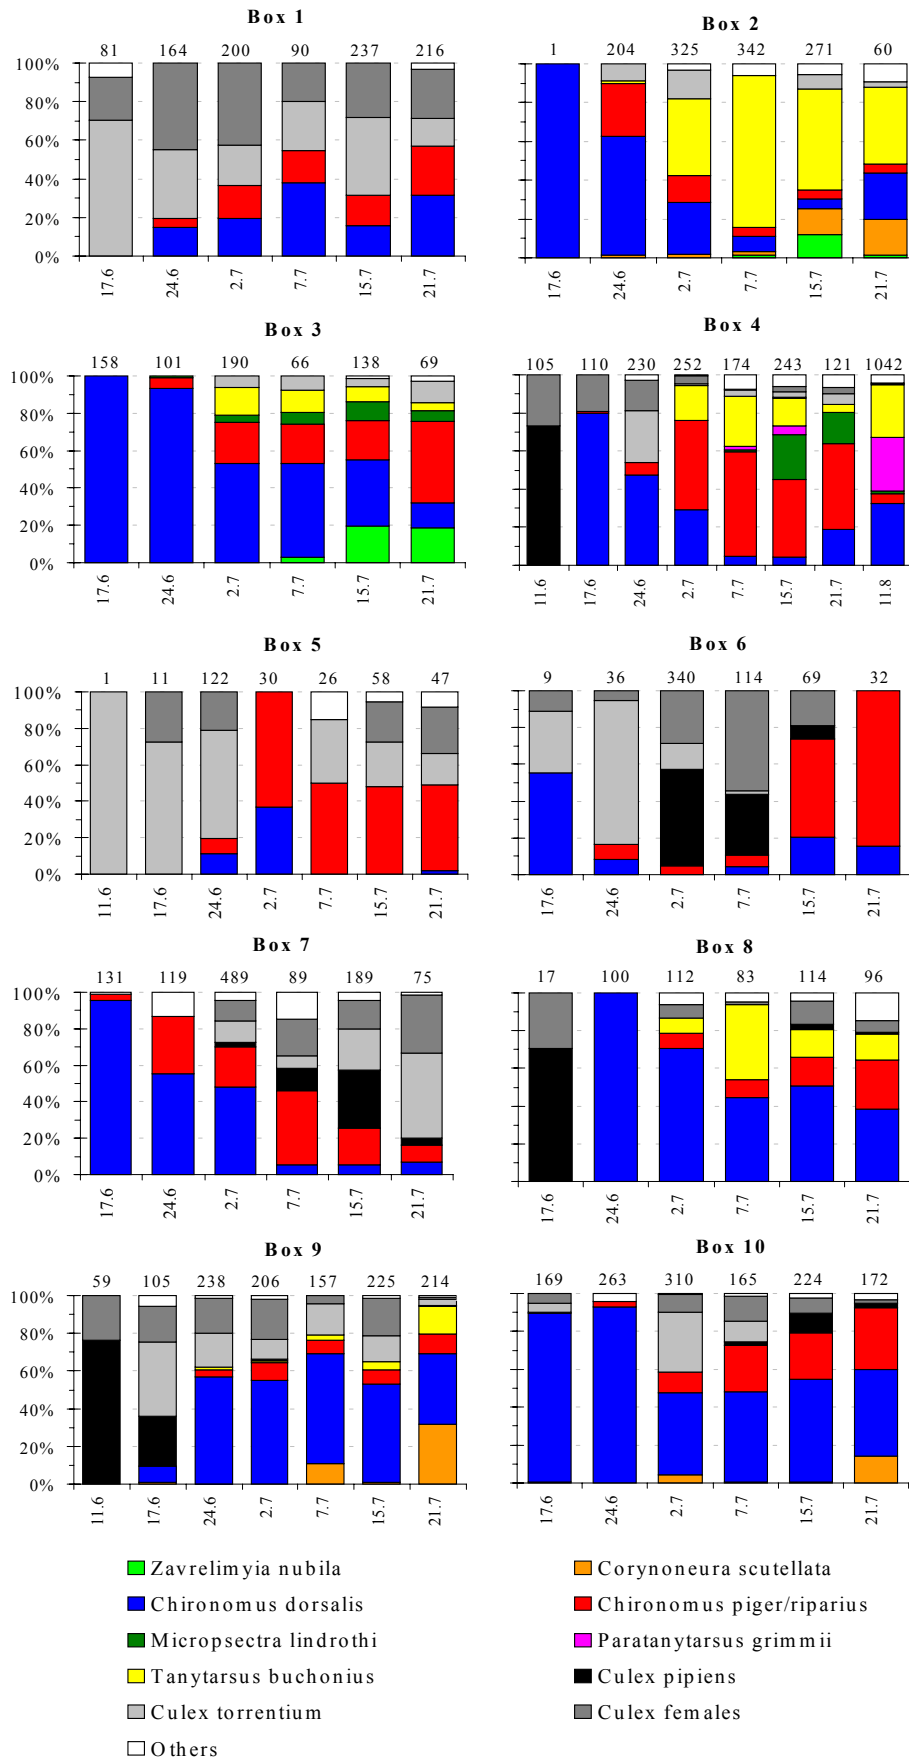 Box 1
81 164 200 90 237 216
100%
80%
60%
40%
20%
0%
17.6 24.6 2.7 7.7 15.7 21.7
Box 2
1 204 325 342 271 60
17.6 24.6 2.7 7.7 15.7 21.7
Box 3
158 101 190 66 138 69
100%
80%
60%
40%
20%
0%
17.6 24.6 2.7 7.7 15.7 21.7
Box 4
105 110 230 252 174 243 121 1042
11.6 17.6 24.6 2.7 7.7 15.7 21.7 11.8
Box 5
1 11 122 30 26 58 47
100%
80%
60%
40%
20%
0%
11.6 17.6 24.6 2.7 7.7 15.7 21.7
Box 6
9 36 340 114 69 32
17.6 24.6 2.7 7.7 15.7 21.7
Box 7
131 119 489 89 189 75
100%
80%
60%
40%
20%
0%
17.6 24.6 2.7 7.7 15.7 21.7
Box 8
17 100 112 83 114 96
17.6 24.6 2.7 7.7 15.7 21.7
Box 9
59 105 238 206 157 225 214
100%
80%
60%
40%
20%
0%
11.6 17.6 24.6 2.7 7.7 15.7 21.7
Box 10
169 263 310 165 224 172
17.6 24.6 2.7 7.7 15.7 21.7
Zavrelimyia nubila
Corynoneura scutellata
Chironomus dorsalis
Chironomus piger/riparius
Micropsectra lindrothi
Paratanytarsus grimmii
Tanytarsus buchonius
Culex pipiens
Culex torrentium
Culex females
Others